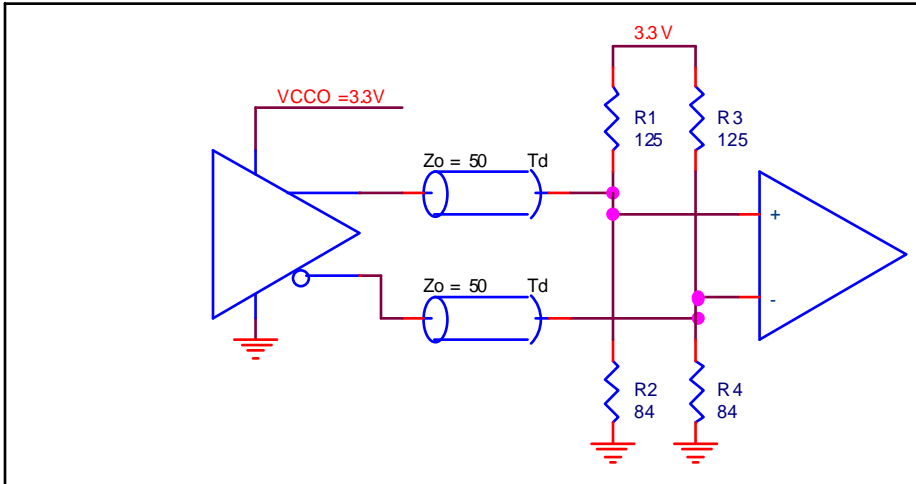 3.3 V
VCCO =3.3V
R1
125
R3
125
Zo = 50 Td
+
Zo = 50 Td
-
R2
84
R4
84